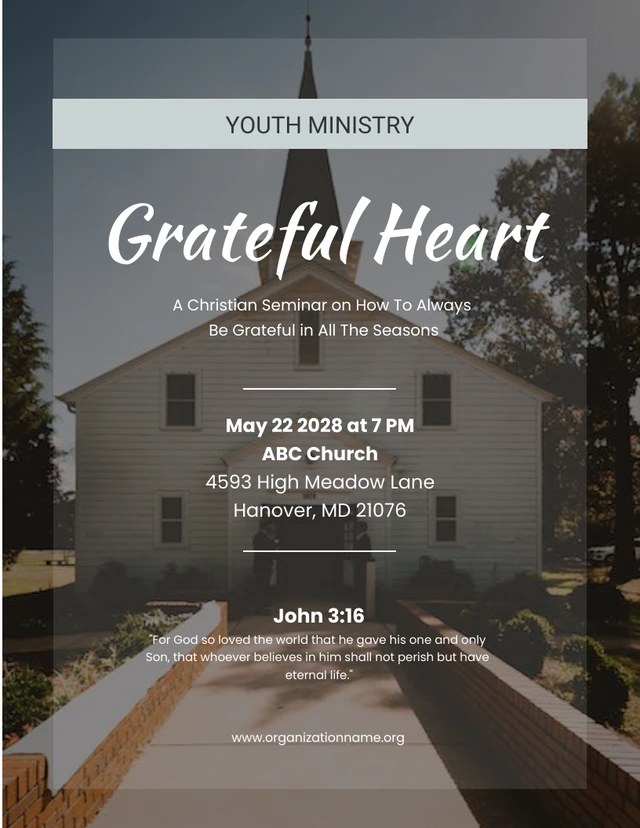 YOUTH MINISTRY
Grateful Heart
A Christian Seminar on How To Always
Be Grateful in All The Seasons
May 22 2028 at 7 PM
ABC Church
4593 High Meadow Lane
Hanover, MD 21076
John 3:16
"For God so loved the world that he gave his one and only
Son, that whoever believes in him shall not perish but have
eternal life."
www.organizationname.org